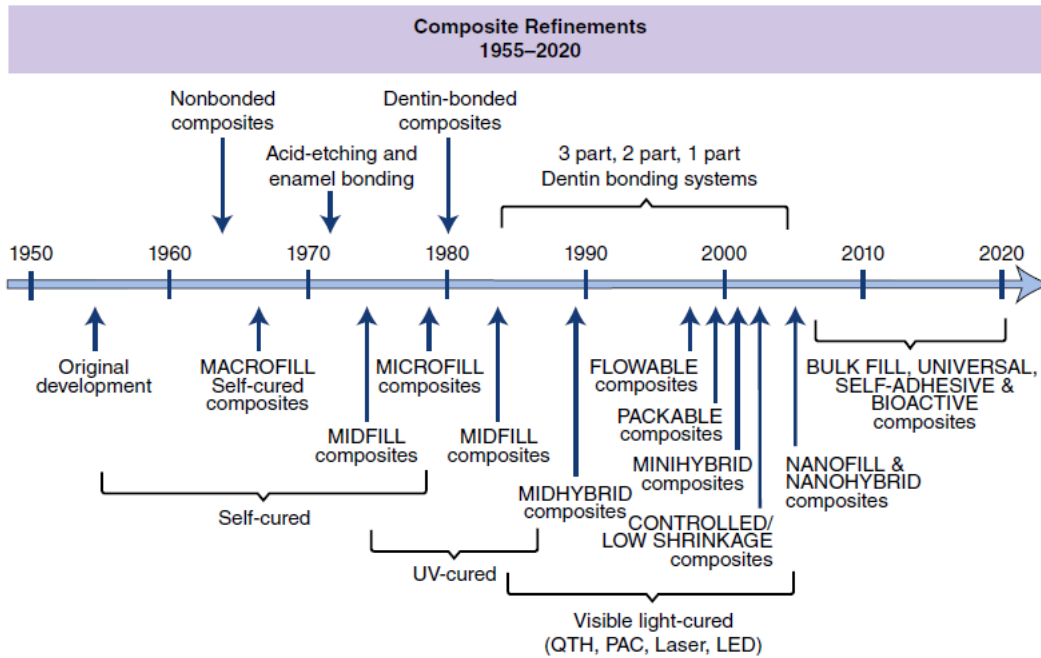 Composite Refinements
1955–2020
Nonbonded
composites
Dentin-bonded
composites
Acid-etching and
enamel bonding
3 part, 2 part, 1 part
Dentin bonding systems
1950
1960
1970
1980
1990
2000
2010
2020
Original
development
MACROFILL
Self-cured
composites
MICROFILL
composites
FLOWABLE
composites
BULK FILL, UNIVERSAL,
SELF-ADHESIVE &
BIOACTIVE
composites
PACKABLE
composites
MIDFILL
composites
MIDFILL
composites
MINIHYBRID
composites
NANOFILL &
NANOHYBRID
composites
MIDHYBRID
composites
CONTROLLED/
LOW SHRINKAGE
composites
Self-cured
UV-cured
Visible light-cured
(QTH, PAC, Laser, LED)